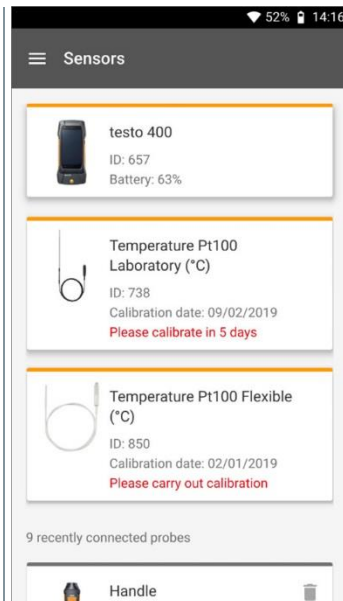 52% 14:16
Sensors
testo 400
ID: 657
Battery: 63%
Temperature Pt100
Laboratory (°C)
ID: 738
Calibration date: 09/02/2019
Please calibrate in 5 days
Temperature Pt100 Flexible
(°C)
ID: 850
Calibration date: 02/01/2019
Please carry out calibration
9 recently connected probes
Handle